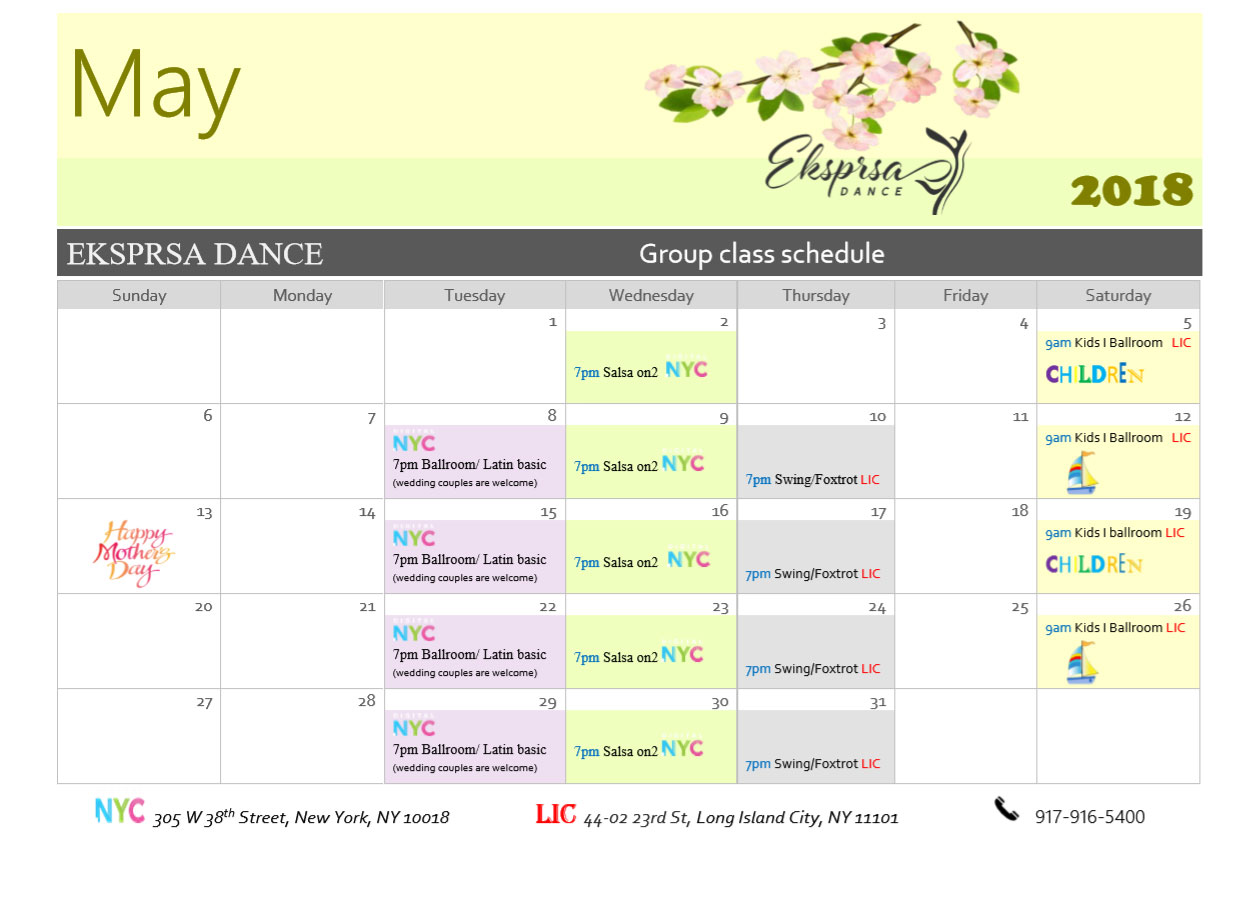 May
Eksprsa
DANCE
2018
EKSPRSA DANCE Group class schedule
Sunday Monday Tuesday Wednesday Thursday Friday Saturday
1 2 3 4 5
7pm Salsa on2 NYC
9am Kids I Ballroom LIC
CHILDREN
6 7 8 9 10 11 12
NYC
7pm Ballroom/ Latin basic
(wedding couples are welcome)
7pm Salsa on2 NYC
7pm Swing/Foxtrot LIC
9am Kids I Ballroom LIC
13 14 15 16 17 18 19
Happy
Mother's
Day
NYC
7pm Ballroom/ Latin basic
(wedding couples are welcome)
7pm Salsa on2 NYC
7pm Swing/Foxtrot LIC
9am Kids I ballroom LIC
CHILDREN
20 21 22 23 24 25 26
NYC
7pm Ballroom/ Latin basic
(wedding couples are welcome)
7pm Salsa on2 NYC
7pm Swing/Foxtrot LIC
9am Kids I Ballroom LIC
27 28 29 30 31
NYC
7pm Ballroom/ Latin basic
(wedding couples are welcome)
7pm Salsa on2 NYC
7pm Swing/Foxtrot LIC
NYC 305 W 38th Street, New York, NY 10018 LIC 44-02 23rd St, Long Island City, NY 11101 917-916-5400